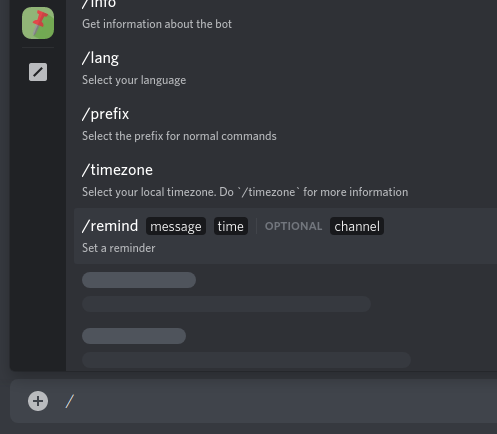 /info
Get information about the bot
/lang
Select your language
/prefix
Select the prefix for normal commands
/timezone
Select your local timezone. Do `/timezone` for more information
/remind message time OPTIONAL channel
Set a reminder
/